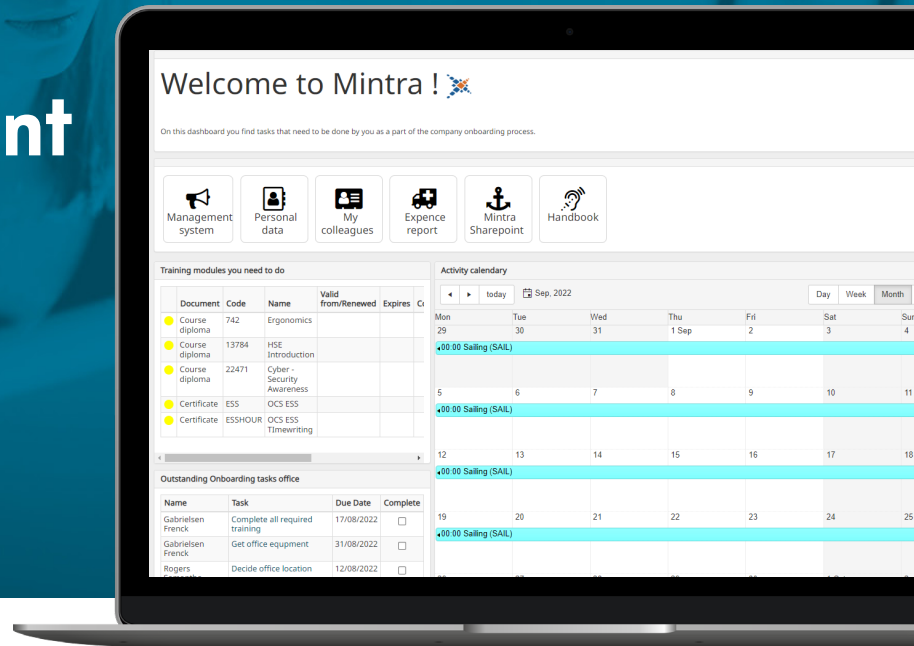 nt
Welcome to Mintra !
On this dashboard you find tasks that need to be done by you as a part of the company onboarding process.
Management
system
Personal
data
My
colleagues
Expence
report
Mintra
Sharepoint
Handbook
Training modules you need to do
Document Code Name Valid from/Renewed Expires
Course diploma 742 Ergonomics
Course diploma 13784 HSE Introduction
Course diploma 22471 Cyber - Security Awareness
Certificate ESS OCS ESS
Certificate ESSHOUR OCS ESS TImewriting
Outstanding Onboarding tasks office
Name Task Due Date Complete
Gabrielsen Frenck Complete all required training 17/08/2022
Gabrielsen Frenck Get office equpment 31/08/2022
Rogers Decide office location 12/08/2022
Activity calendary
today Sep, 2022 Day Week Month
Mon Tue Wed Thu Fri Sat Sun
29 30 31 1 Sep 2 3 4
00:00 Sailing (SAIL)
5 6 7 8 9 10 11
00:00 Sailing (SAIL)
12 13 14 15 16 17 18
00:00 Sailing (SAIL)
19 20 21 22 23 24 25
00:00 Sailing (SAIL)